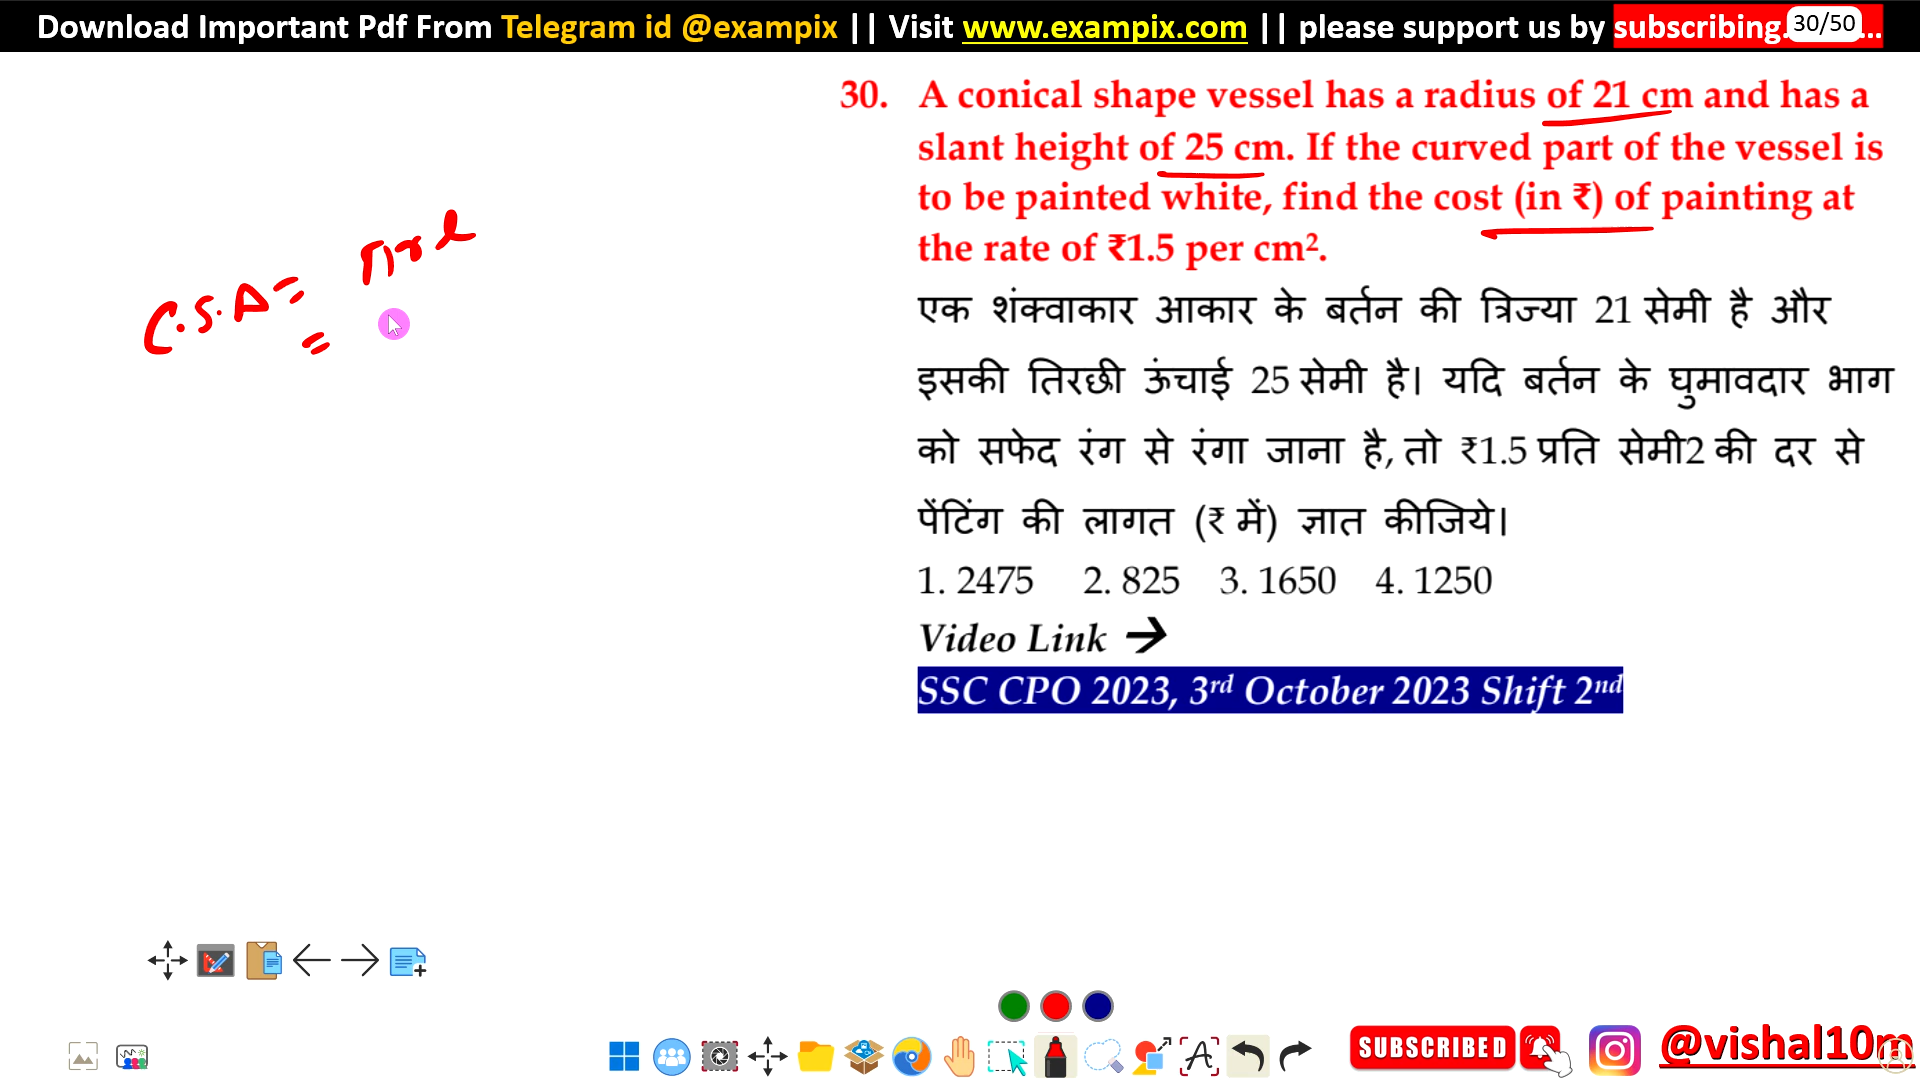 Download Important Pdf From Telegram id @exampix || Visit www.exampix.com || please support us by subscribing. 30/50 ...
30. A conical shape vessel has a radius of 21 cm and has a
slant height of 25 cm. If the curved part of the vessel is
to be painted white, find the cost (in ₹) of painting at
the rate of ₹1.5 per cm².
C.S.A = πrl
=
एक शंक्वाकार आकार के बर्तन की त्रिज्या 21 सेमी है और
इसकी तिरछी ऊंचाई 25 सेमी है। यदि बर्तन के घुमावदार भाग
को सफेद रंग से रंगा जाना है, तो ₹1.5 प्रति सेमी2 की दर से
पेंटिंग की लागत (₹ में) ज्ञात कीजिये।
1. 2475 2. 825 3. 1650 4. 1250
Video Link →
SSC CPO 2023, 3rd October 2023 Shift 2nd
SUBSCRIBED @vishal10m